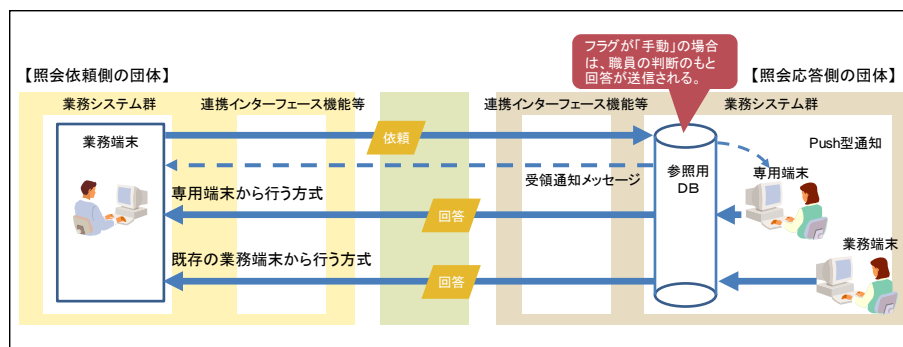 フラグが「手動」の場合
は、職員の判断のもと
回答が送信される。
【照会依頼側の団体】
【照会応答側の団体】
業務システム群
連携インターフェース機能等
連携インターフェース機能等
業務システム群
業務端末
依頼
Push型通知
受領通知メッセージ
参照用
DB
専用端末
専用端末から行う方式
回答
業務端末
既存の業務端末から行う方式
回答